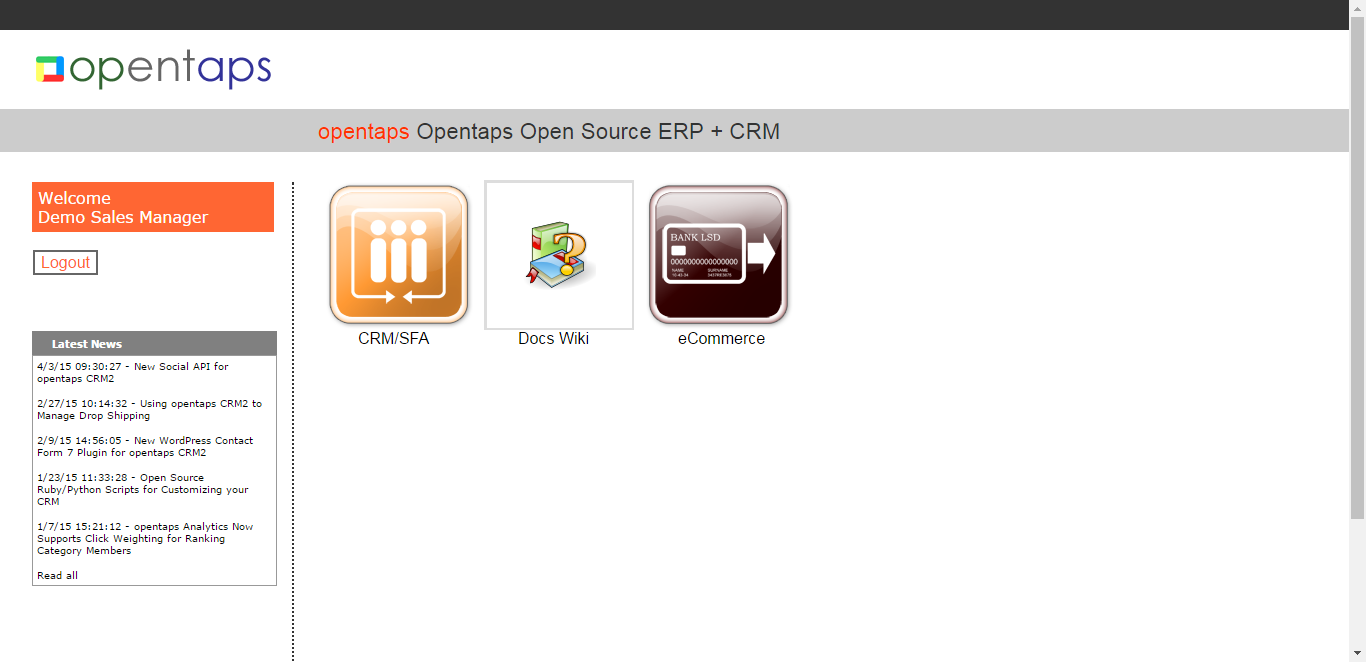 opentaps
opentaps Opentaps Open Source ERP + CRM
Welcome
Demo Sales Manager
Logout
Latest News
4/3/15 09:30:27 - New Social API for
opentaps CRM2
2/27/15 10:14:32 - Using opentaps CRM2 to
Manage Drop Shipping
2/9/15 14:56:05 - New WordPress Contact
Form 7 Plugin for opentaps CRM2
1/23/15 11:33:28 - Open Source
Ruby/Python Scripts for Customizing your
CRM
1/7/15 15:21:12 - opentaps Analytics Now
Supports Click Weighting for Ranking
Category Members
Read all
CRM/SFA
Docs Wiki
BANK LSD
0000000000000000
NAME SURNAME
eCommerce